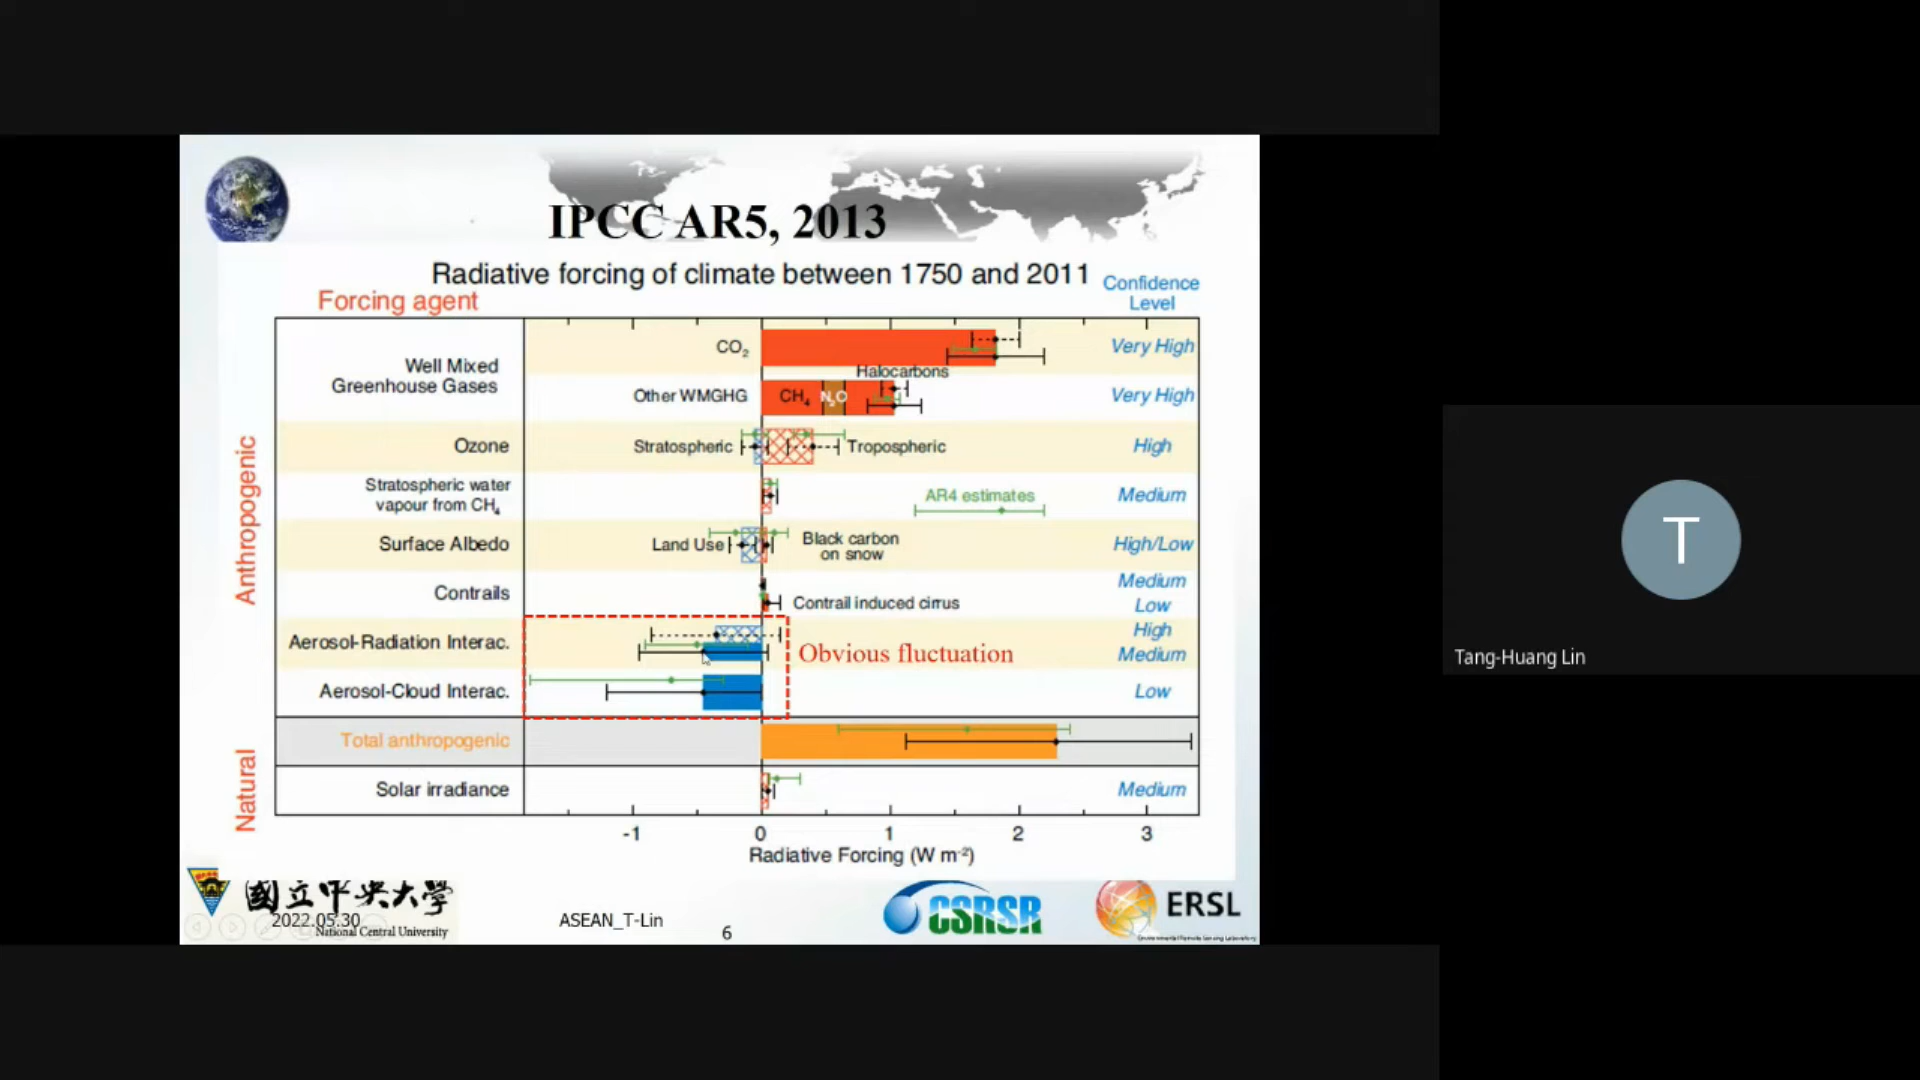 IPCC AR5, 2013
Radiative forcing of climate between 1750 and 2011
Forcing agent
Confidence
Level
Anthropogenic
Natural
Well Mixed
Greenhouse Gases
CO₂
Very High
Halocarbons
Other WMGHG
CH₄
N₂O
Very High
Ozone
Stratospheric
Tropospheric
High
Stratospheric water
vapour from CH₄
AR4 estimates
Medium
Surface Albedo
Land Use
Black carbon
on snow
High/Low
Contrails
Contrail induced cirrus
Medium
Low
Aerosol-Radiation Interac.
Obvious fluctuation
High
Medium
Aerosol-Cloud Interac.
Low
Total anthropogenic
Solar irradiance
Medium
-1 0 1 2 3
Radiative Forcing (W m⁻²)
國立中央大學
National Central University
2022.05.30
ASEAN_T-Lin
6
CSRSR
ERSL
Environmental Remote Sensing Laboratory
T
Tang-Huang Lin